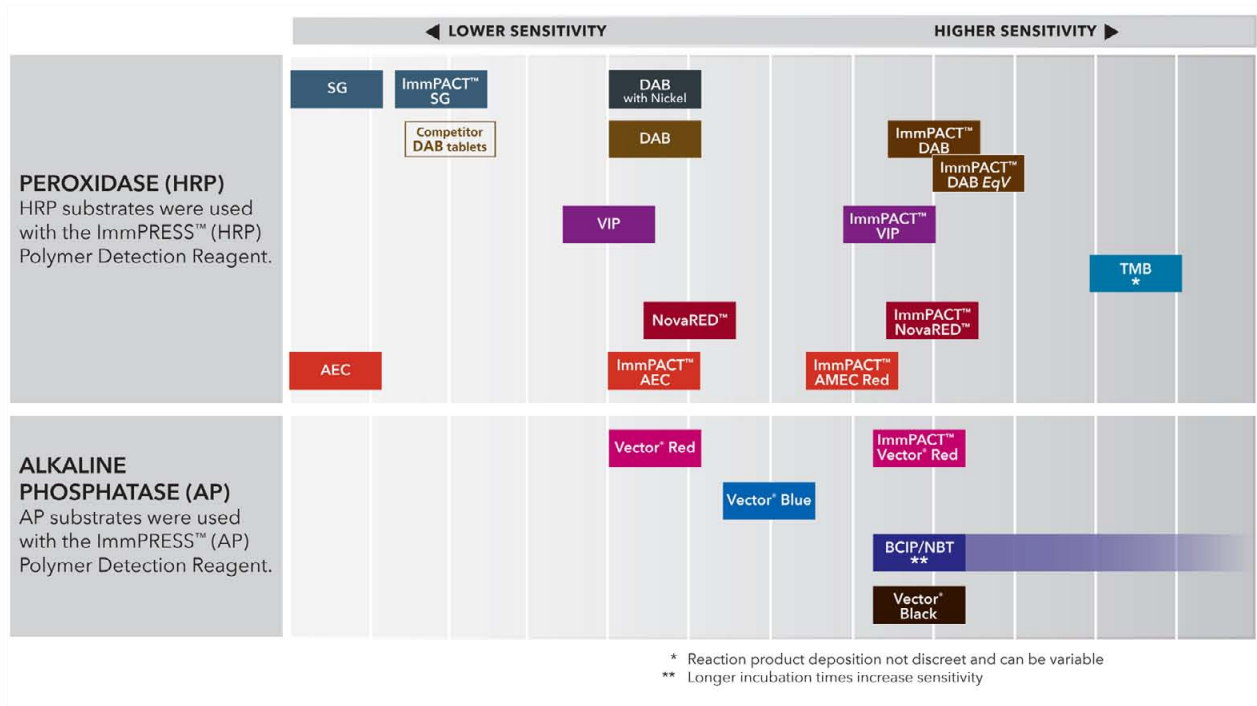 ◀ LOWER SENSITIVITY
HIGHER SENSITIVITY ▶
PEROXIDASE (HRP)
HRP substrates were used
with the ImmPRESS™ (HRP)
Polymer Detection Reagent.
SG
ImmPACT™
SG
DAB
with Nickel
Competitor
DAB tablets
DAB
ImmPACT™
DAB
ImmPACT™
DAB EqV
VIP
ImmPACT™
VIP
TMB
*
NovaRED™
ImmPACT™
NovaRED™
AEC
ImmPACT™
AEC
ImmPACT™
AMEC Red
ALKALINE
PHOSPHATASE (AP)
AP substrates were used
with the ImmPRESS™ (AP)
Polymer Detection Reagent.
Vector® Red
ImmPACT™
Vector® Red
Vector® Blue
BCIP/NBT
**
Vector®
Black
* Reaction product deposition not discreet and can be variable
** Longer incubation times increase sensitivity